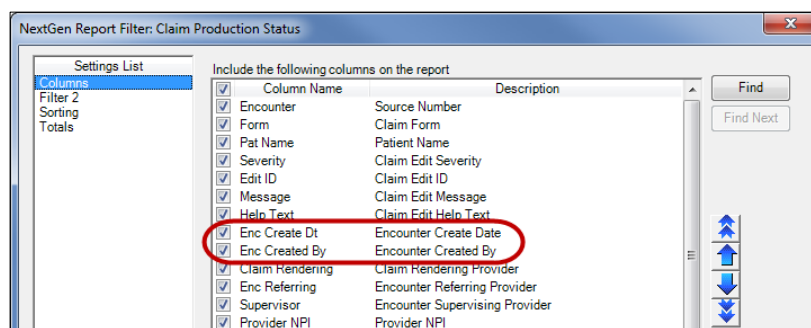 NextGen Report Filter: Claim Production Status
Settings List
Columns
Filter 2
Sorting
Totals
Include the following columns on the report
Column Name Description
Encounter Source Number
Form Claim Form
Pat Name Patient Name
Severity Claim Edit Severity
Edit ID Claim Edit ID
Message Claim Edit Message
Help Text Claim Edit Help Text
Enc Create Dt Encounter Create Date
Enc Created By Encounter Created By
Claim Rendering Claim Rendering Provider
Enc Referring Encounter Referring Provider
Supervisor Encounter Supervising Provider
Provider NPI Provider NPI
Find
Find Next